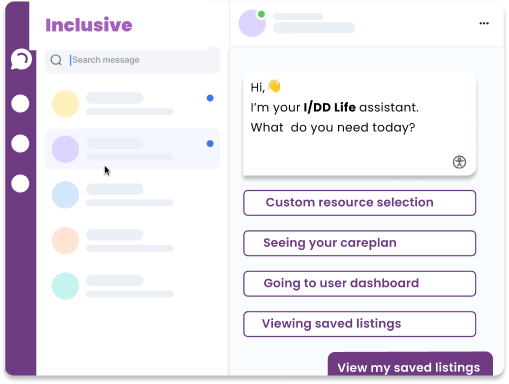 Inclusive
Search message
Hi,👋
I'm your I/DD Life assistant.
What do you need today?
Custom resource selection
Seeing your careplan
Going to user dashboard
Viewing saved listings
View my saved listings